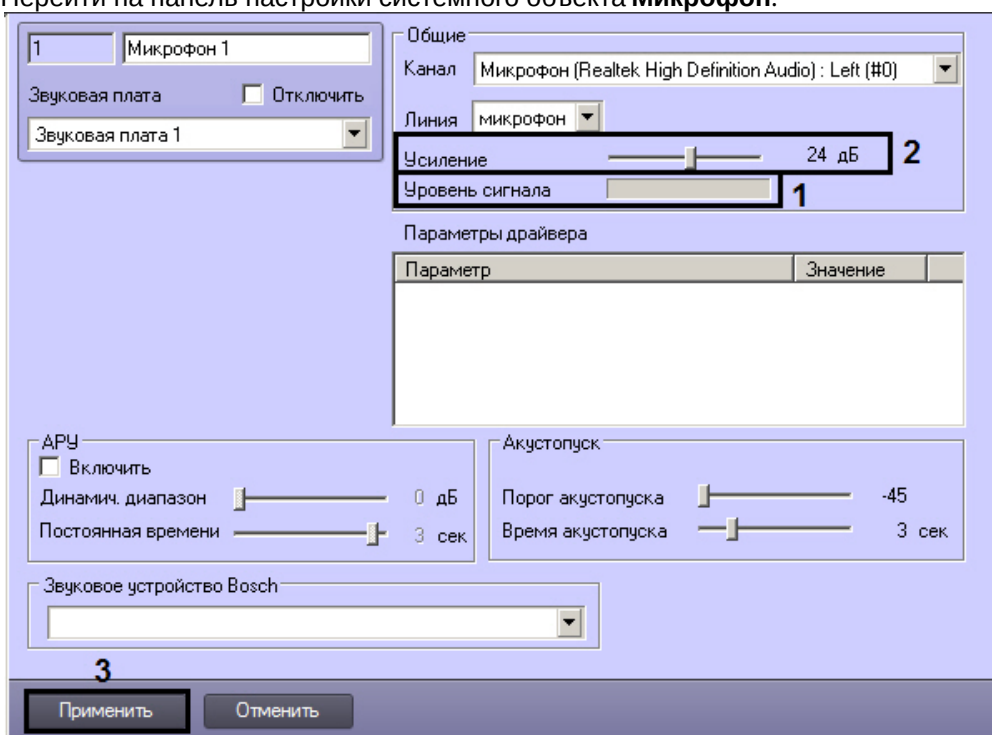 Перейти на панель настройки системного объекта Микрофон.
1 Микрофон 1
Звуковая плата Отключить
Звуковая плата 1
Общие
Канал Микрофон (Realtek High Definition Audio) : Left (#0)
Линия микрофон
Усиление 24 дБ 2
Уровень сигнала 1
Параметры драйвера
Параметр Значение
АРУ
Включить
Динамич. диапазон 0 дБ
Постоянная времени 3 сек
Акустопуск
Порог акустопуска -45
Время акустопуска 3 сек
Звуковое устройство Bosch
3
Применить Отменить